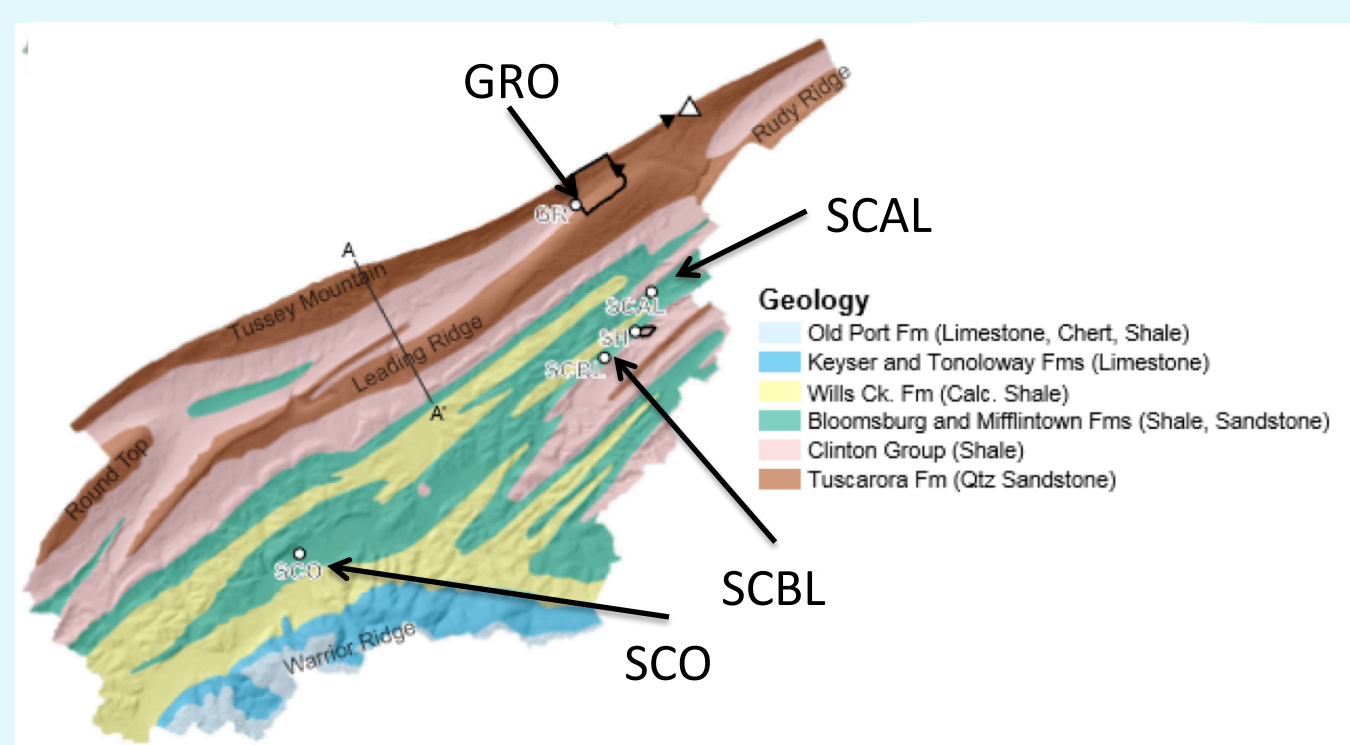 GRO
Rudy Ridge
SCAL
GR
A
Tussey Mountain
SCAL
Geology
Old Port Fm (Limestone, Chert, Shale)
SH
Leading Ridge
Keyser and Tonoloway Fms (Limestone)
SCBL
Wills Ck. Fm (Calc. Shale)
A'
Bloomsburg and Mifflintown Fms (Shale, Sandstone)
Clinton Group (Shale)
Round Top
Tuscarora Fm (Qtz Sandstone)
SCO
SCBL
Warrior Ridge
SCO